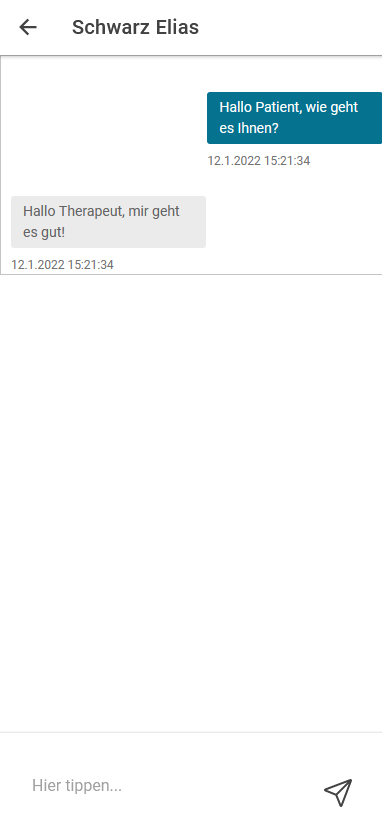 Schwarz Elias
Hallo Patient, wie geht
es Ihnen?
12.1.2022 15:21:34
Hallo Therapeut, mir geht
es gut!
12.1.2022 15:21:34
Hier tippen...